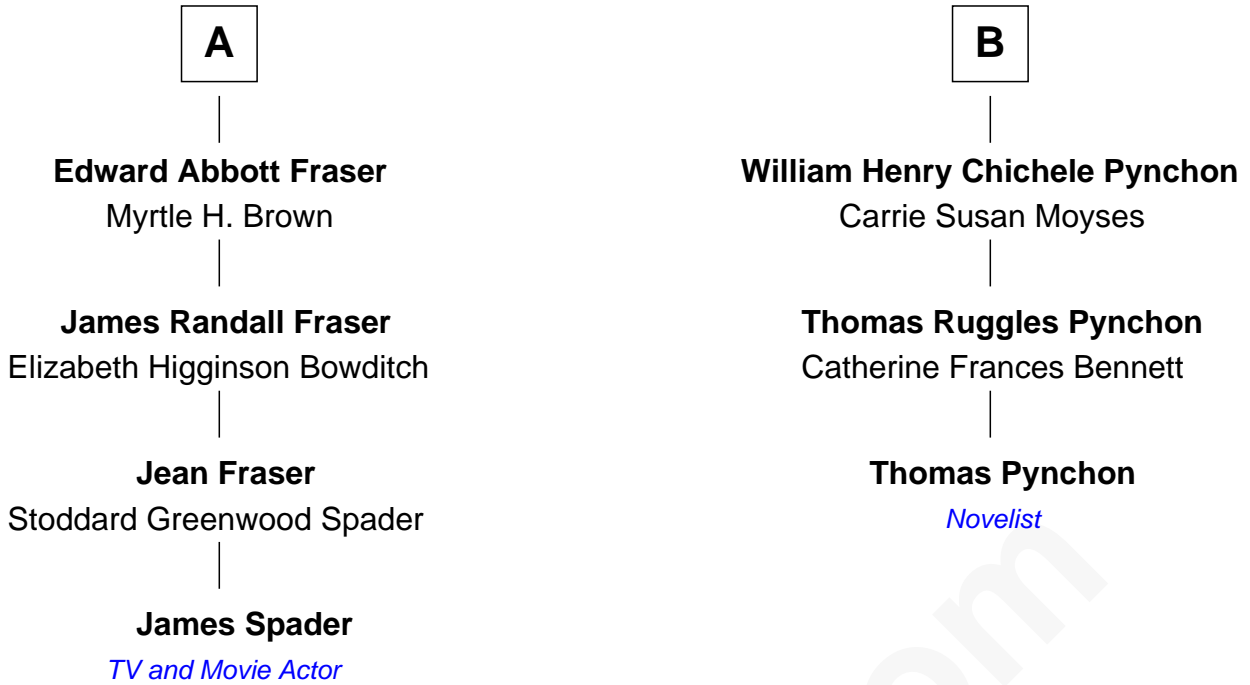 A
Edward Abbott Fraser
Myrtle H. Brown
James Randall Fraser
Elizabeth Higginson Bowditch
Jean Fraser
Stoddard Greenwood Spader
James Spader
TV and Movie Actor
B
William Henry Chichele Pynchon
Carrie Susan Moyses
Thomas Ruggles Pynchon
Catherine Frances Bennett
Thomas Pynchon
Novelist
om